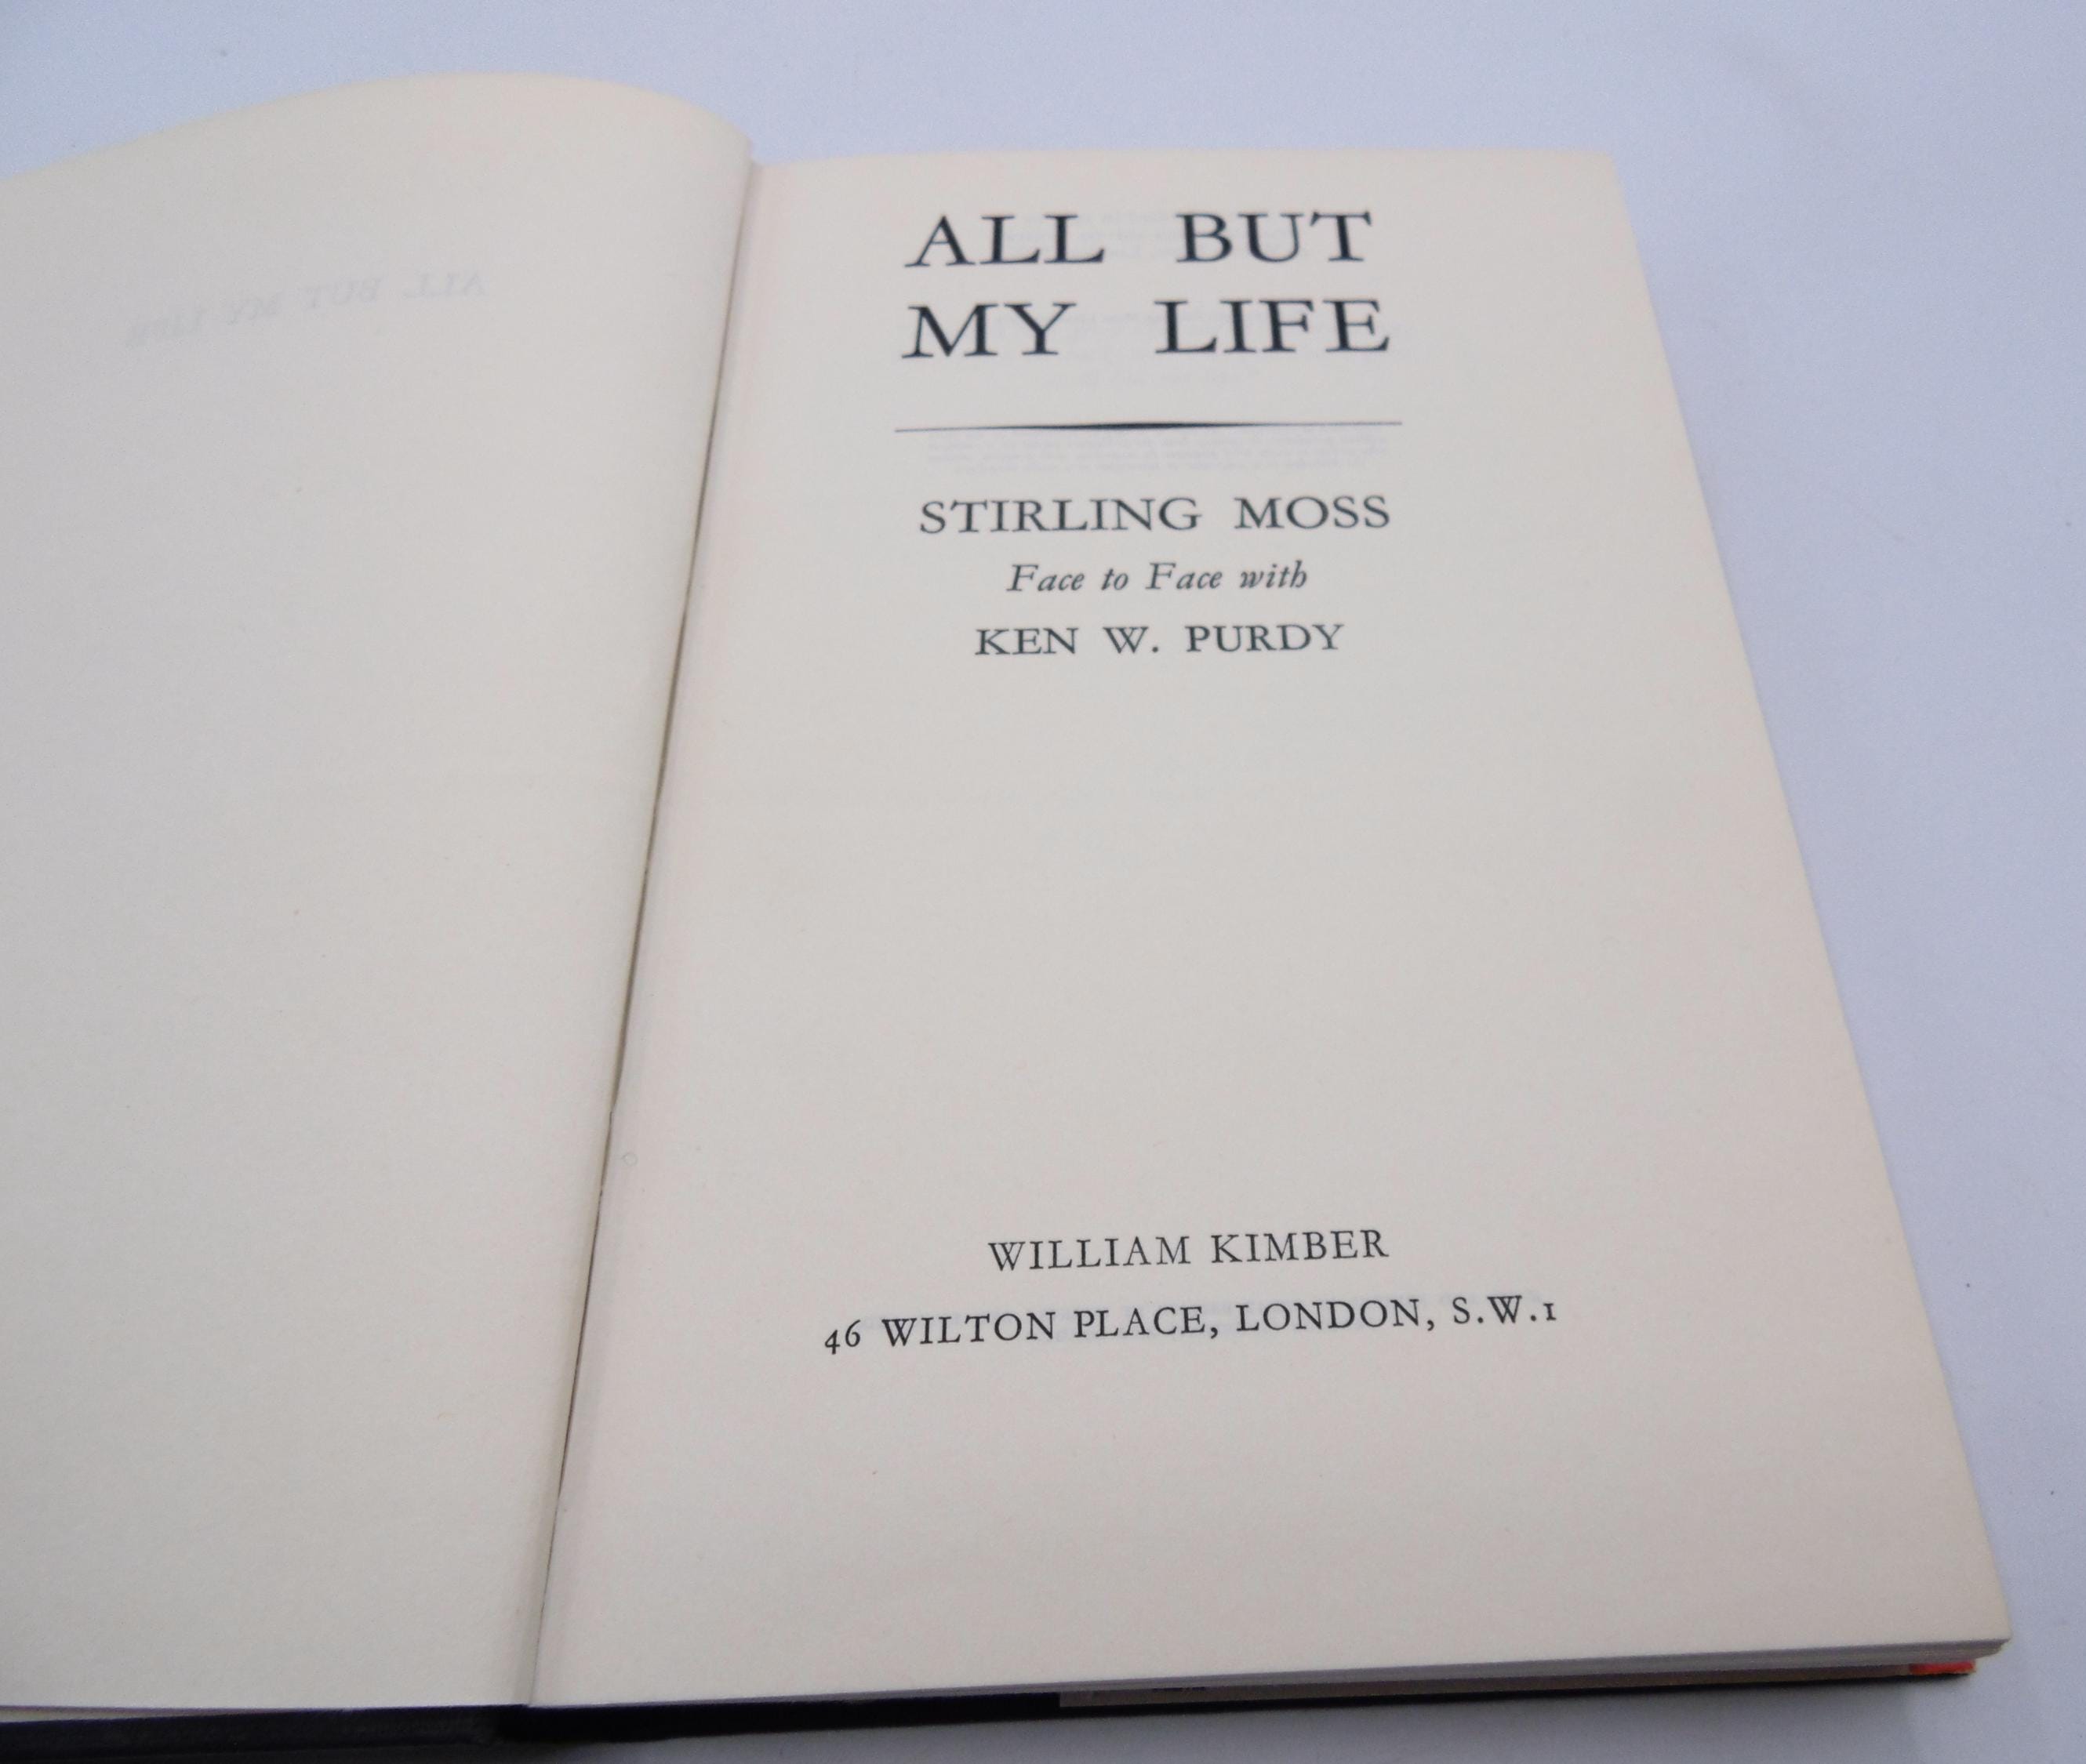 ALL BUT
MY LIFE
STIRLING MOSS
Face to Face with
KEN W. PURDY
WILLIAM KIMBER
46 WILTON PLACE, LONDON, S.W.1